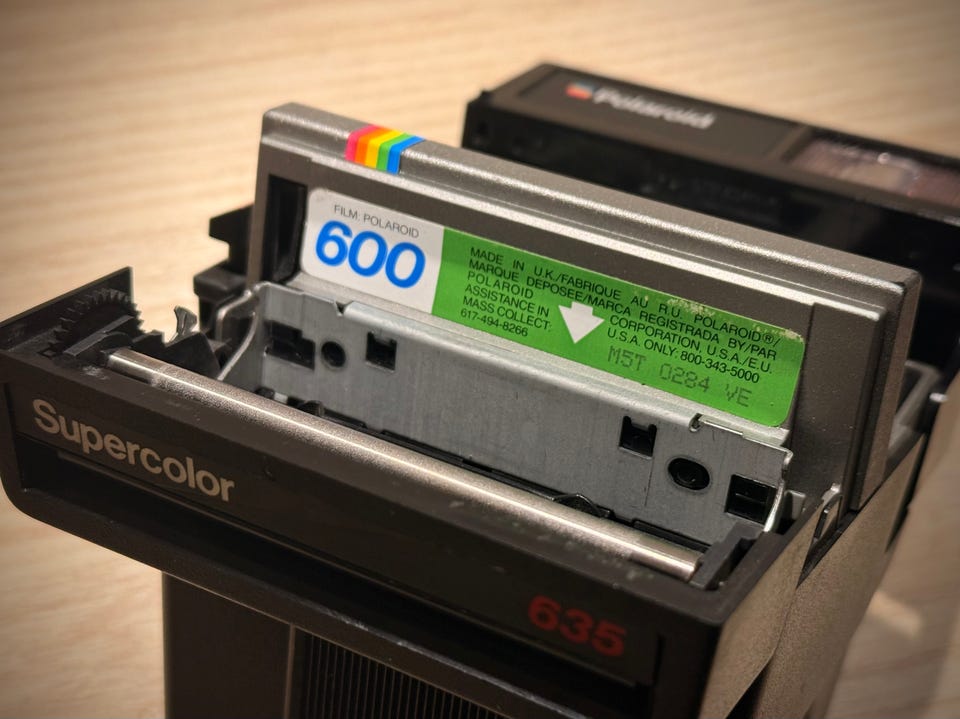 Polaroid
FILM: POLAROID
600
MADE IN U.K./FABRIQUE AU R.U. POLAROID®/
MARQUE DEPOSEE/MARCA REGISTRADA BY/PAR
POLAROID CORPORATION, U.S.A./E.U.
ASSISTANCE IN U.S.A. ONLY: 800-343-5000
MASS COLLECT:
617-494-8266
M5T 0284 VE
Supercolor
635